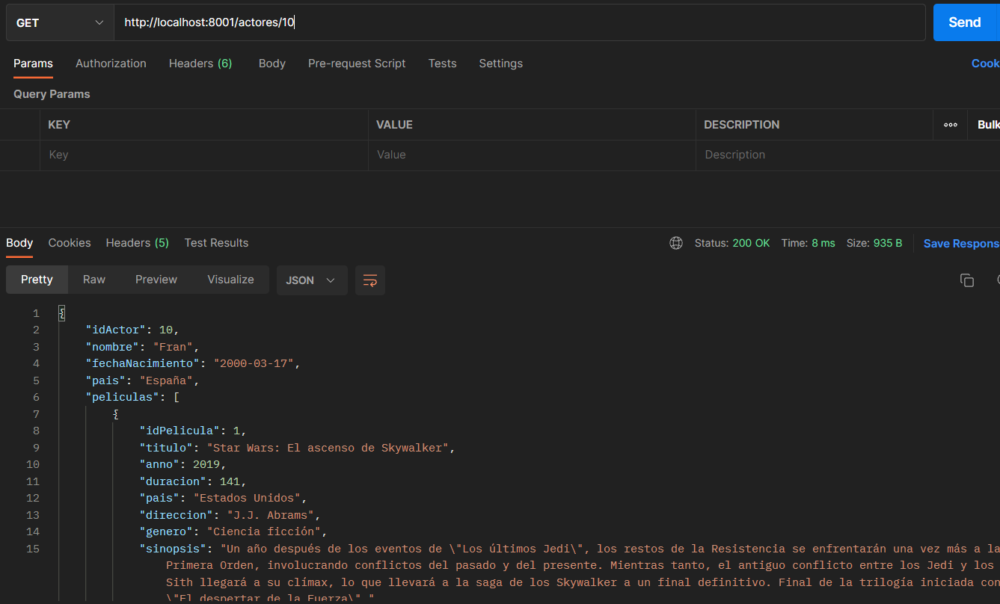 GET http://localhost:8001/actores/10 Send
Params Authorization Headers (6) Body Pre-request Script Tests Settings Cook
Query Params
KEY VALUE DESCRIPTION ooo Bulk
Key Value Description
Body Cookies Headers (5) Test Results Status: 200 OK Time: 8 ms Size: 935 B Save Respons
Pretty Raw Preview Visualize JSON
1 {
2 "idActor": 10,
3 "nombre": "Fran",
4 "fechaNacimiento": "2000-03-17",
5 "pais": "España",
6 "peliculas": [
7 {
8 "idPelicula": 1,
9 "titulo": "Star Wars: El ascenso de Skywalker",
10 "anno": 2019,
11 "duracion": 141,
12 "pais": "Estados Unidos",
13 "direccion": "J.J. Abrams",
14 "genero": "Ciencia ficción",
15 "sinopsis": "Un año después de los eventos de \"Los últimos Jedi\", los restos de la Resistencia se enfrentarán una vez más a la
Primera Orden, involucrando conflictos del pasado y del presente. Mientras tanto, el antiguo conflicto entre los Jedi y los
Sith llegará a su clímax, lo que llevará a la saga de los Skywalker a un final definitivo. Final de la trilogía iniciada con
\"El despertar de la Fuerza\"."